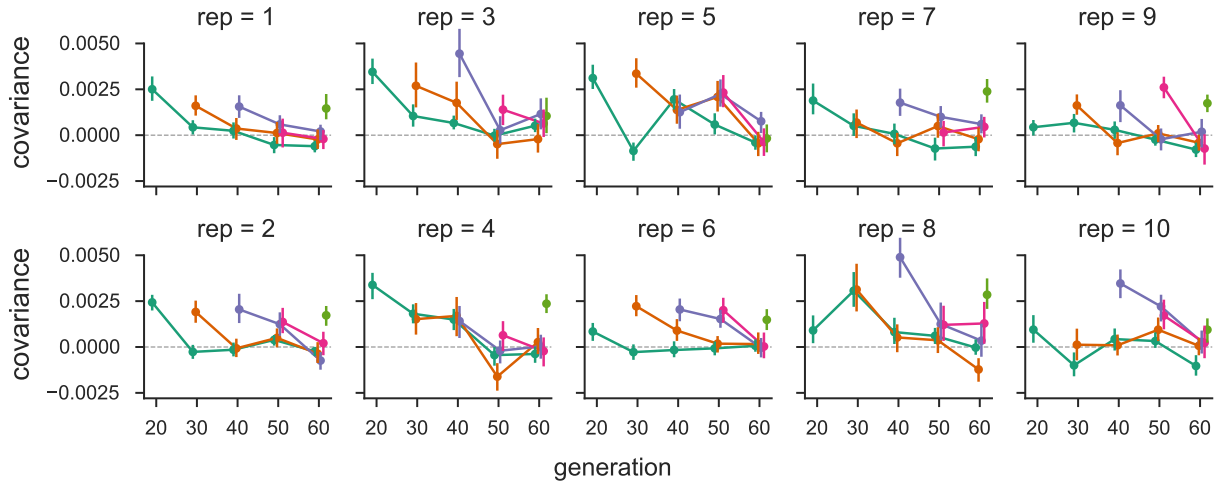 rep = 1 rep = 3 rep = 5 rep = 7 rep = 9
covariance
0.0050
0.0025
0.0000
−0.0025
rep = 2 rep = 4 rep = 6 rep = 8 rep = 10
covariance
0.0050
0.0025
0.0000
−0.0025
20 30 40 50 60 20 30 40 50 60 20 30 40 50 60 20 30 40 50 60 20 30 40 50 60
generation